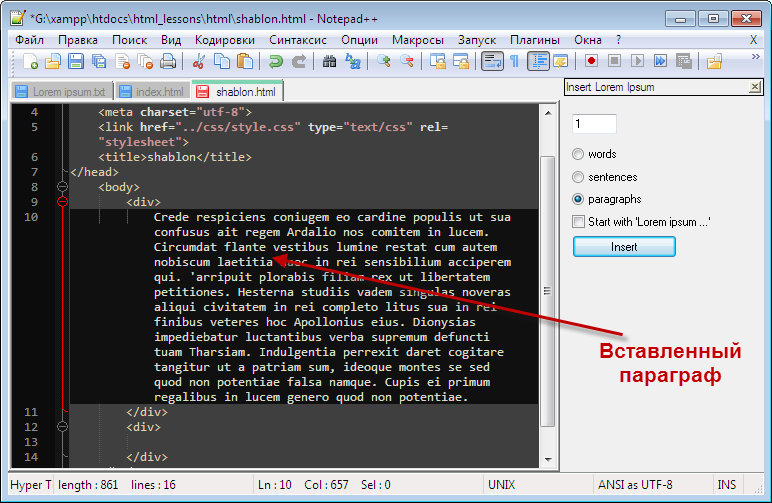 *G:\xampp\htdocs\html_lessons\html\shablon.html - Notepad++
Файл Правка Поиск Вид Кодировки Синтаксис Опции Макросы Запуск Плагины Окна ? X
Lorem ipsum.txt index.html shablon.html
Insert Lorem Ipsum
1
words
sentences
paragraphs
Start with 'Lorem ipsum ...'
Insert
4 <meta charset="utf-8">
5 <link href="../css/style.css" type="text/css" rel=
"stylesheet">
6 <title>shablon</title>
7 </head>
8 <body>
9 <div>
10 Crede respiciens coniugem eo cardine populis ut sua
confusus ait regem Ardalio nos comitem in lucem.
Circumdat flante vestibus lumine restat cum autem
nobiscum laetitia in rei sensibilium acciperem
qui. 'arripuit plorabis filiam rex ut libertatem
petitiones. Hesterna studiis vadem singulas noveras
aliqui civitatem in rei completo litus sua in rei
finibus veteres hoc Apollonius eius. Dionysias
impediebatur luctantibus verba supremum defuncti
tuam Tharsiam. Indulgentia perrexit daret cogitare
tangitur ut a patriam sum, ideoque montes se sed
quod non potentiae falsa namque. Cupis ei primum
regalibus in lucem genero quod non potentiae.
11 </div>
12 <div>
13
14 </div>
Вставленный
параграф
Hyper T length : 861 lines : 16 Ln : 10 Col : 657 Sel : 0 UNIX ANSI as UTF-8 INS